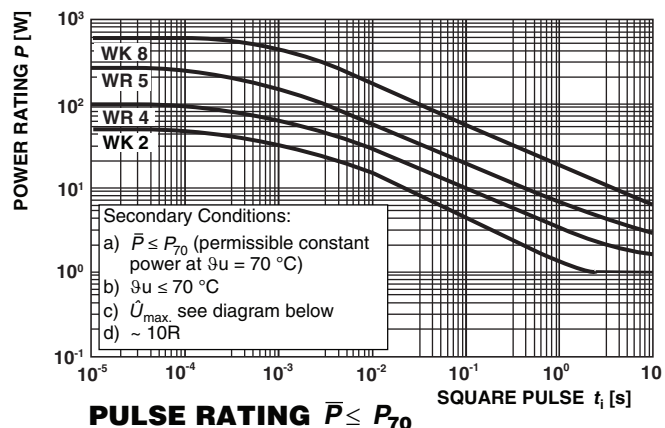 POWER RATING P [W]
10³
10²
10¹
10⁰
10⁻¹
WK 8
WR 5
WR 4
WK 2
Secondary Conditions:
a) P̅ ≤ P₇₀ (permissible constant
power at ϑu = 70 °C)
b) ϑu ≤ 70 °C
c) Û max. see diagram below
d) ~ 10R
10⁻⁵ 10⁻⁴ 10⁻³ 10⁻² 10⁻¹ 10⁰ 10
SQUARE PULSE tᵢ [s]
PULSE RATING P̅ ≤ P₇₀